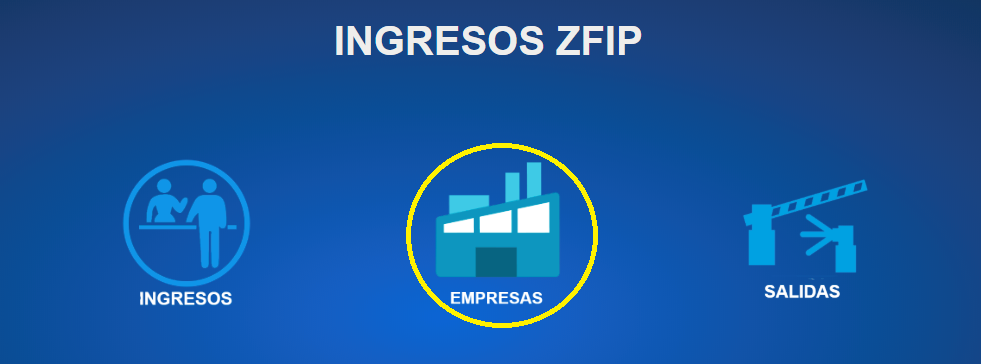 INGRESOS ZFIP
INGRESOS
EMPRESAS
SALIDAS